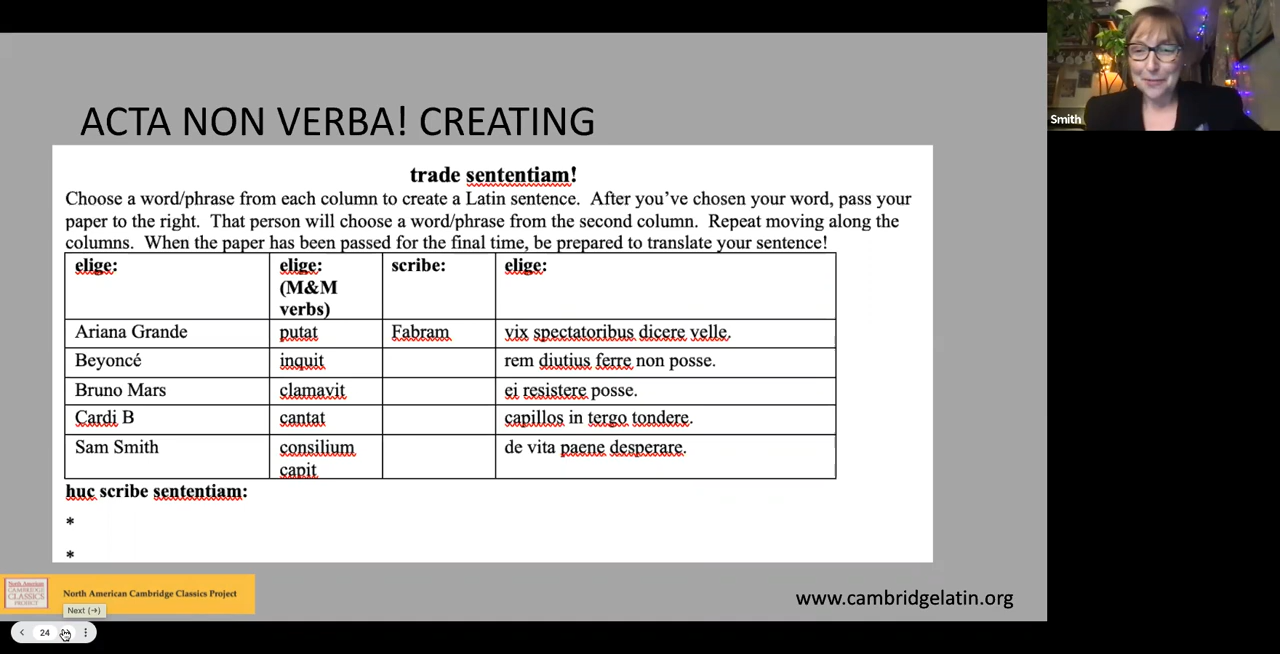 Smith
ACTA NON VERBA! CREATING
trade sententiam!
Choose a word/phrase from each column to create a Latin sentence. After you've chosen your word, pass your
paper to the right. That person will choose a word/phrase from the second column. Repeat moving along the
columns. When the paper has been passed for the final time, be prepared to translate your sentence!
elige: elige: (M&M verbs) scribe: elige:
Ariana Grande putat Fabram vix spectatoribus dicere velle.
Beyoncé inquit rem diutius ferre non posse.
Bruno Mars clamavit ei resistere posse.
Cardi B cantat capillos in tergo tondere.
Sam Smith consilium capit de vita paene desperare.
huc scribe sententiam:
*
*
North American
CAMBRIDGE
CLASSICS
PROJECT
North American Cambridge Classics Project
Next (→)
www.cambridgelatin.org
24